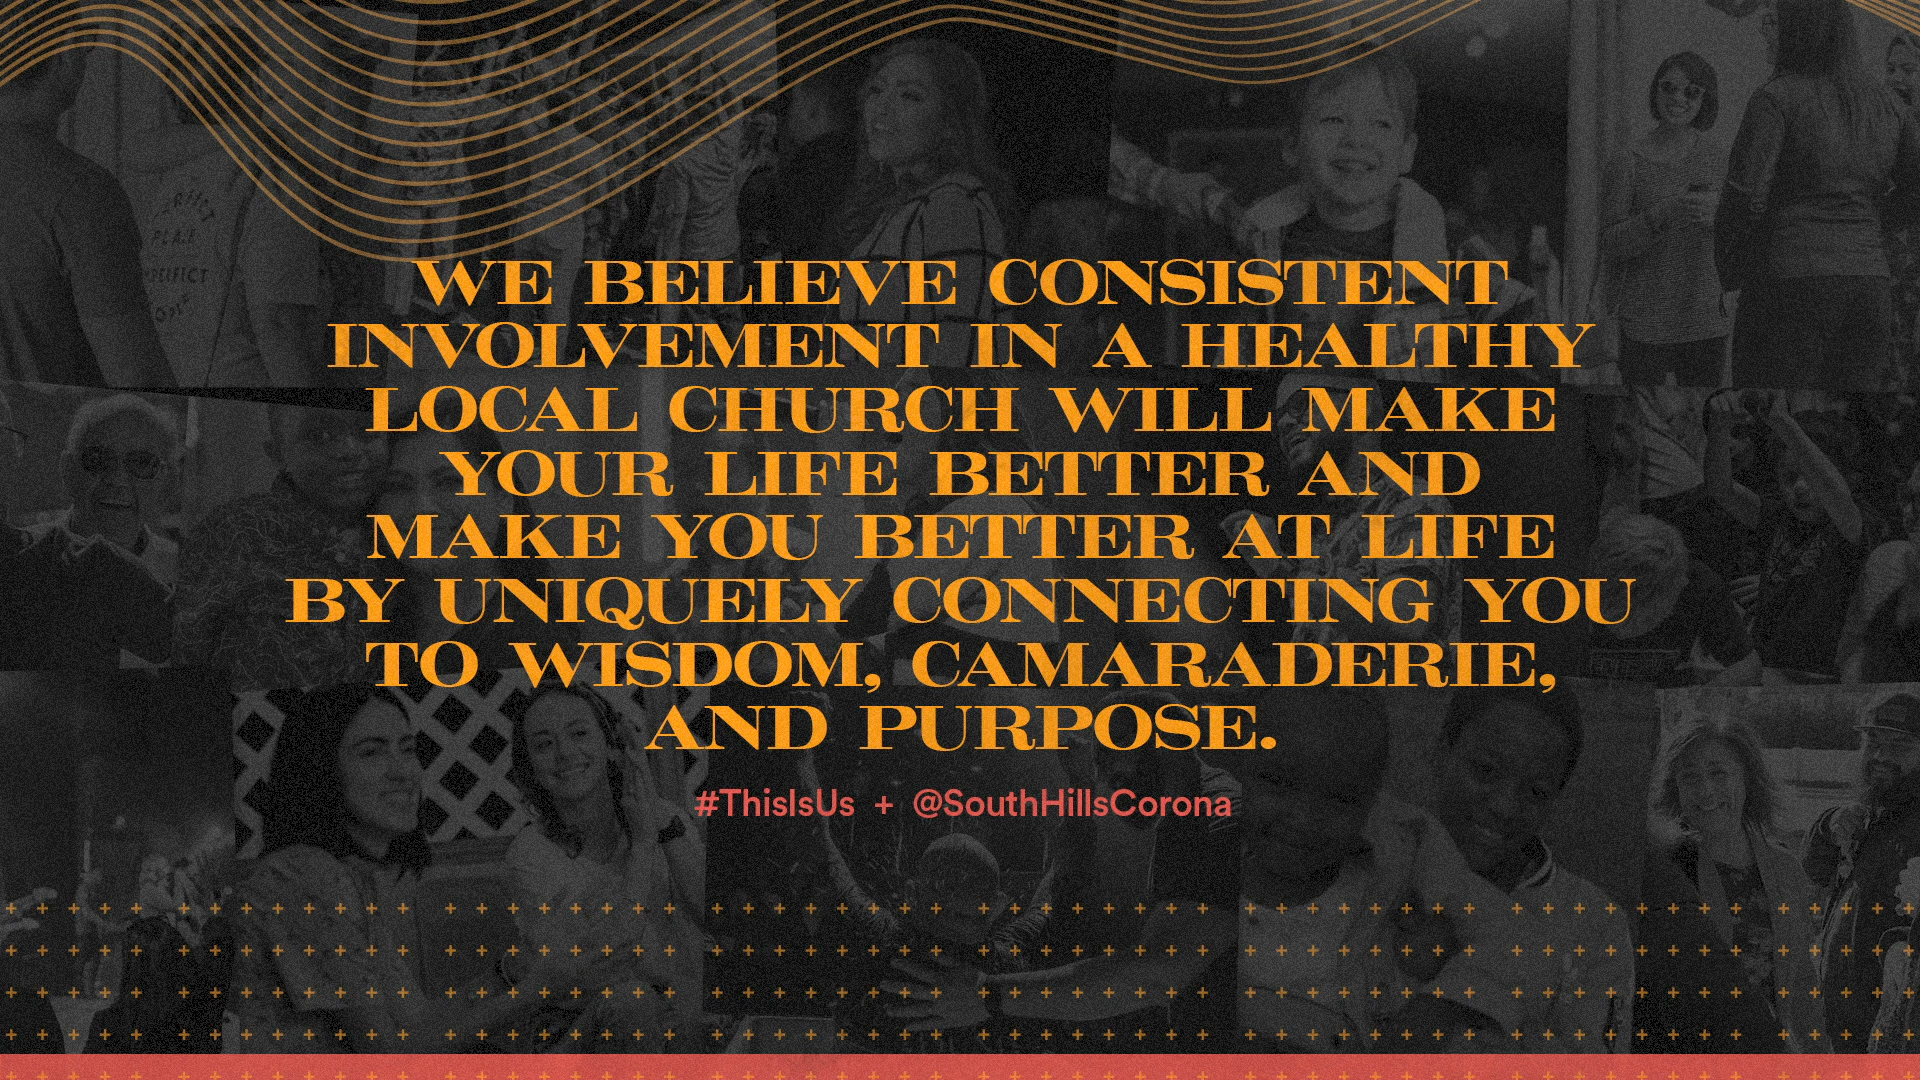 WE BELIEVE CONSISTENT
INVOLVEMENT IN A HEALTHY
LOCAL CHURCH WILL MAKE
YOUR LIFE BETTER AND
MAKE YOU BETTER AT LIFE
BY UNIQUELY CONNECTING YOU
TO WISDOM, CAMARADERIE,
AND PURPOSE.
#ThisIsUs + @SouthHillsCorona